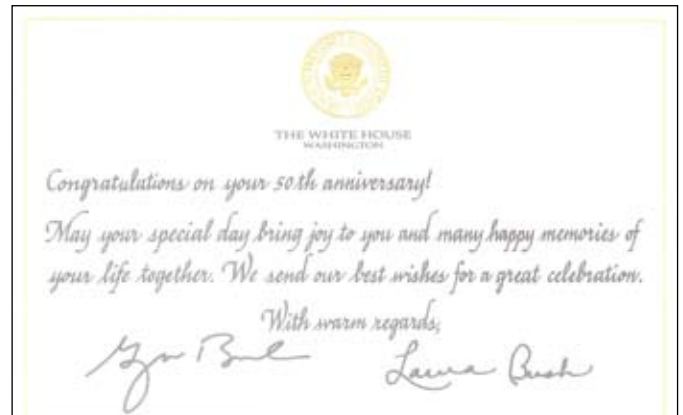 THE WHITE HOUSE
WASHINGTON
Congratulations on your 50th anniversary!
May your special day bring joy to you and many happy memories of
your life together. We send our best wishes for a great celebration.
With warm regards,
Laura Bush